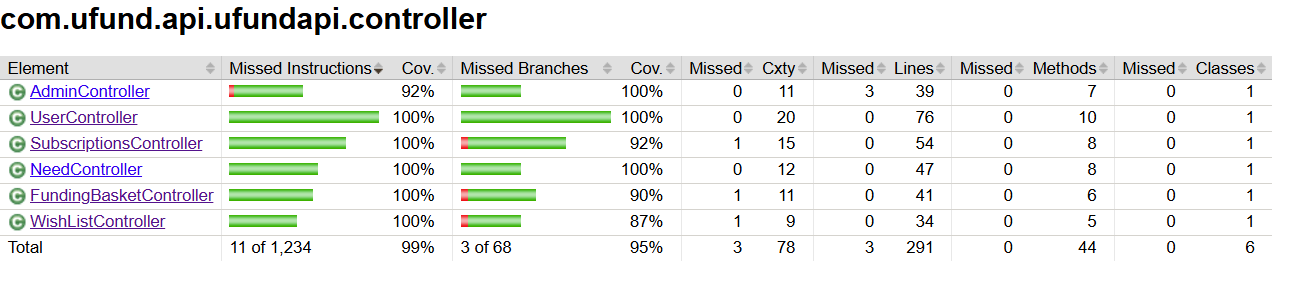 com.ufund.api.ufundapi.controller
Element Missed Instructions Cov. Missed Branches Cov. Missed Cxty Missed Lines Missed Methods Missed Classes
C AdminController 92% 100% 0 11 3 39 0 7 0 1
C UserController 100% 100% 0 20 0 76 0 10 0 1
C SubscriptionsController 100% 92% 1 15 0 54 0 8 0 1
C NeedController 100% 100% 0 12 0 47 0 8 0 1
C FundingBasketController 100% 90% 1 11 0 41 0 6 0 1
C WishListController 100% 87% 1 9 0 34 0 5 0 1
Total 11 of 1,234 99% 3 of 68 95% 3 78 3 291 0 44 0 6